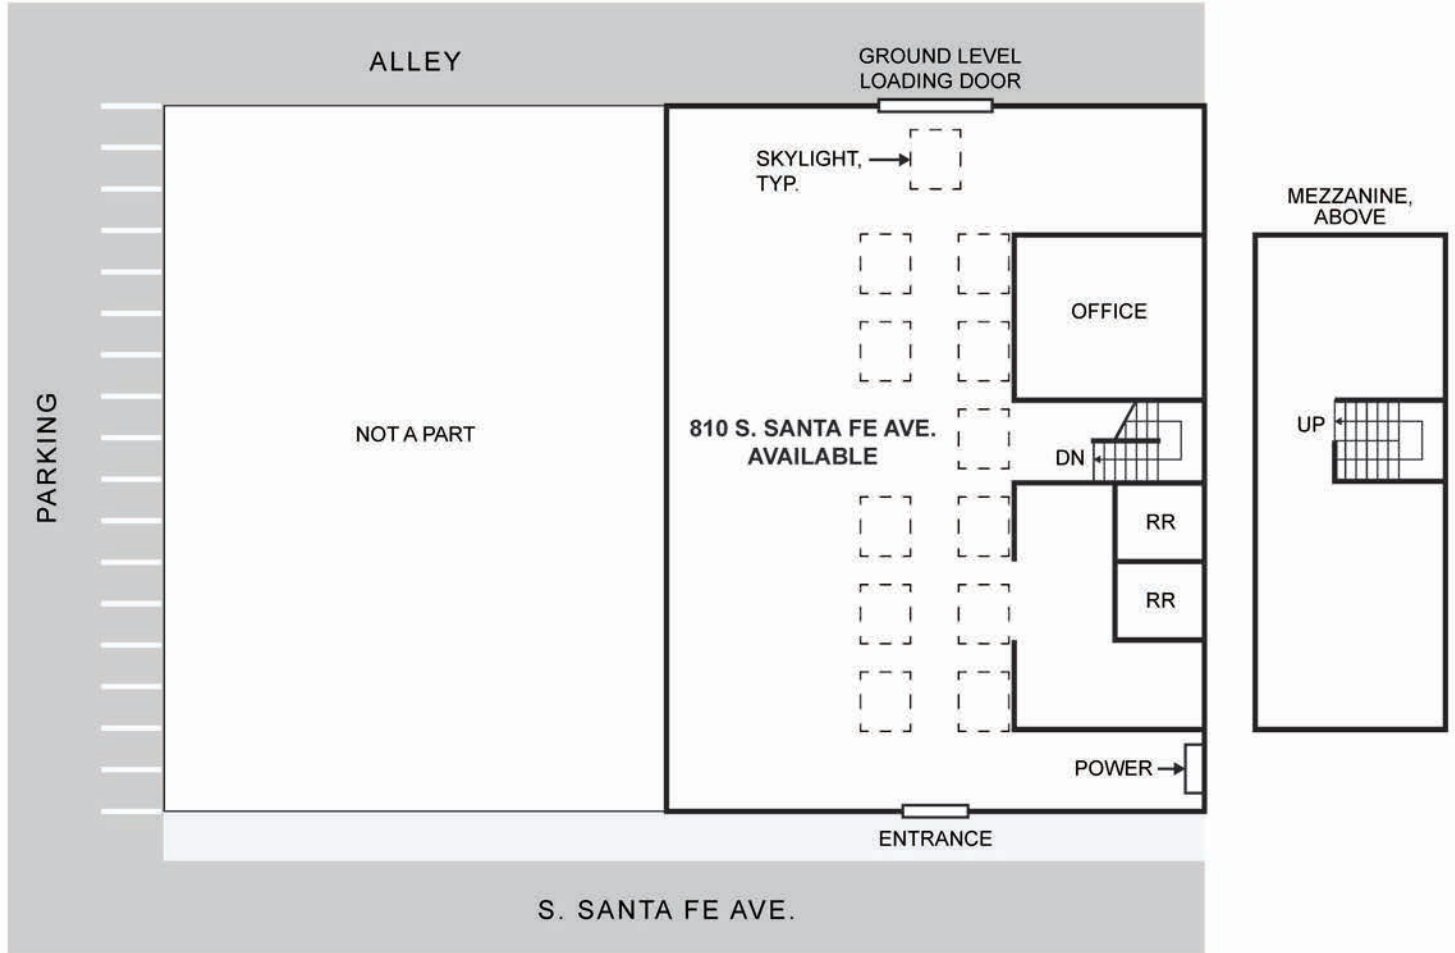 ALLEY
GROUND LEVEL
LOADING DOOR
SKYLIGHT,
TYP.
MEZZANINE,
ABOVE
OFFICE
PARKING
NOT A PART
810 S. SANTA FE AVE.
AVAILABLE
UP
DN
RR
RR
POWER
ENTRANCE
S. SANTA FE AVE.